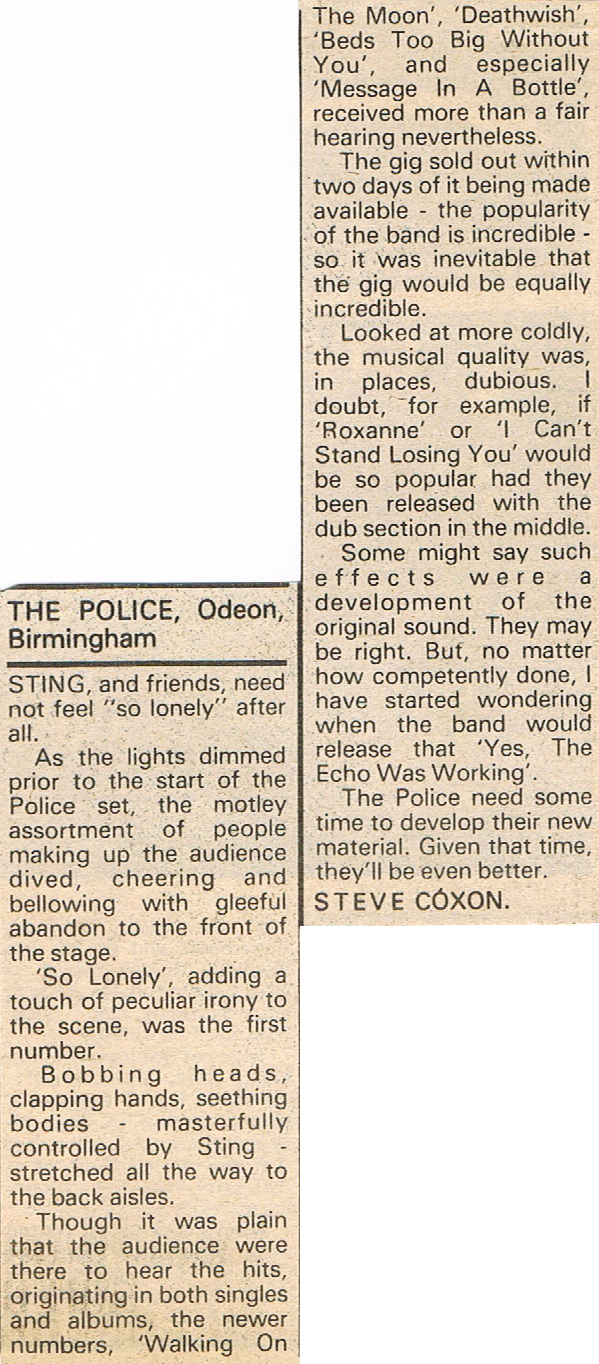 THE POLICE, Odeon,
Birmingham
STING, and friends, need
not feel "so lonely" after
all.
As the lights dimmed
prior to the start of the
Police set, the motley
assortment of people
making up the audience
dived, cheering and
bellowing with gleeful
abandon to the front of
the stage.
'So Lonely', adding a
touch of peculiar irony to
the scene, was the first
number.
Bobbing heads,
clapping hands, seething
bodies - masterfully
controlled by Sting -
stretched all the way to
the back aisles.
Though it was plain
that the audience were
there to hear the hits,
originating in both singles
and albums, the newer
numbers, 'Walking On
The Moon', 'Deathwish',
'Beds Too Big Without
You', and especially
'Message In A Bottle',
received more than a fair
hearing nevertheless.
The gig sold out within
two days of it being made
available - the popularity
of the band is incredible -
so it was inevitable that
the gig would be equally
incredible.
Looked at more coldly,
the musical quality was,
in places, dubious. I
doubt, for example, if
'Roxanne' or 'I Can't
Stand Losing You' would
be so popular had they
been released with the
dub section in the middle.
Some might say such
effects were a
development of the
original sound. They may
be right. But, no matter
how competently done, I
have started wondering
when the band would
release that 'Yes, The
Echo Was Working'.
The Police need some
time to develop their new
material. Given that time,
they'll be even better.
STEVE COXON.